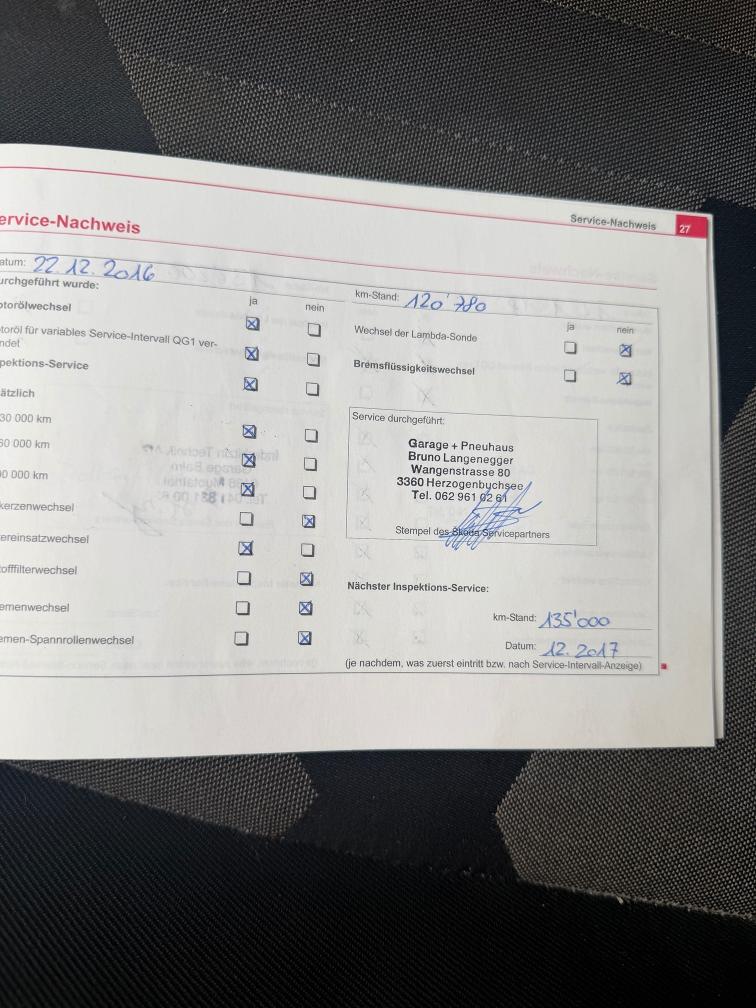 Service-Nachweis 27
ervice-Nachweis
atum: 22.12.2016
urchgeführt wurde:
ja nein
otorölwechsel
toröl für variables Service-Intervall QG1 ver-
ndet
pektions-Service
ätzlich
30 000 km
60 000 km
0 000 km
kerzenwechsel
ereinsatzwechsel
offfilterwechsel
emenwechsel
emen-Spannrollenwechsel
km-Stand: 120'780
ja nein
Wechsel der Lambda-Sonde
Bremsflüssigkeitswechsel
Service durchgeführt:
Garage + Pneuhaus
Bruno Langenegger
Wangenstrasse 80
3360 Herzogenbuchsee
Tel. 062 961 02 61
Stempel des Škoda Servicepartners
Nächster Inspektions-Service:
km-Stand: 135'000
Datum: 12.2017
(je nachdem, was zuerst eintritt bzw. nach Service-Intervall-Anzeige)